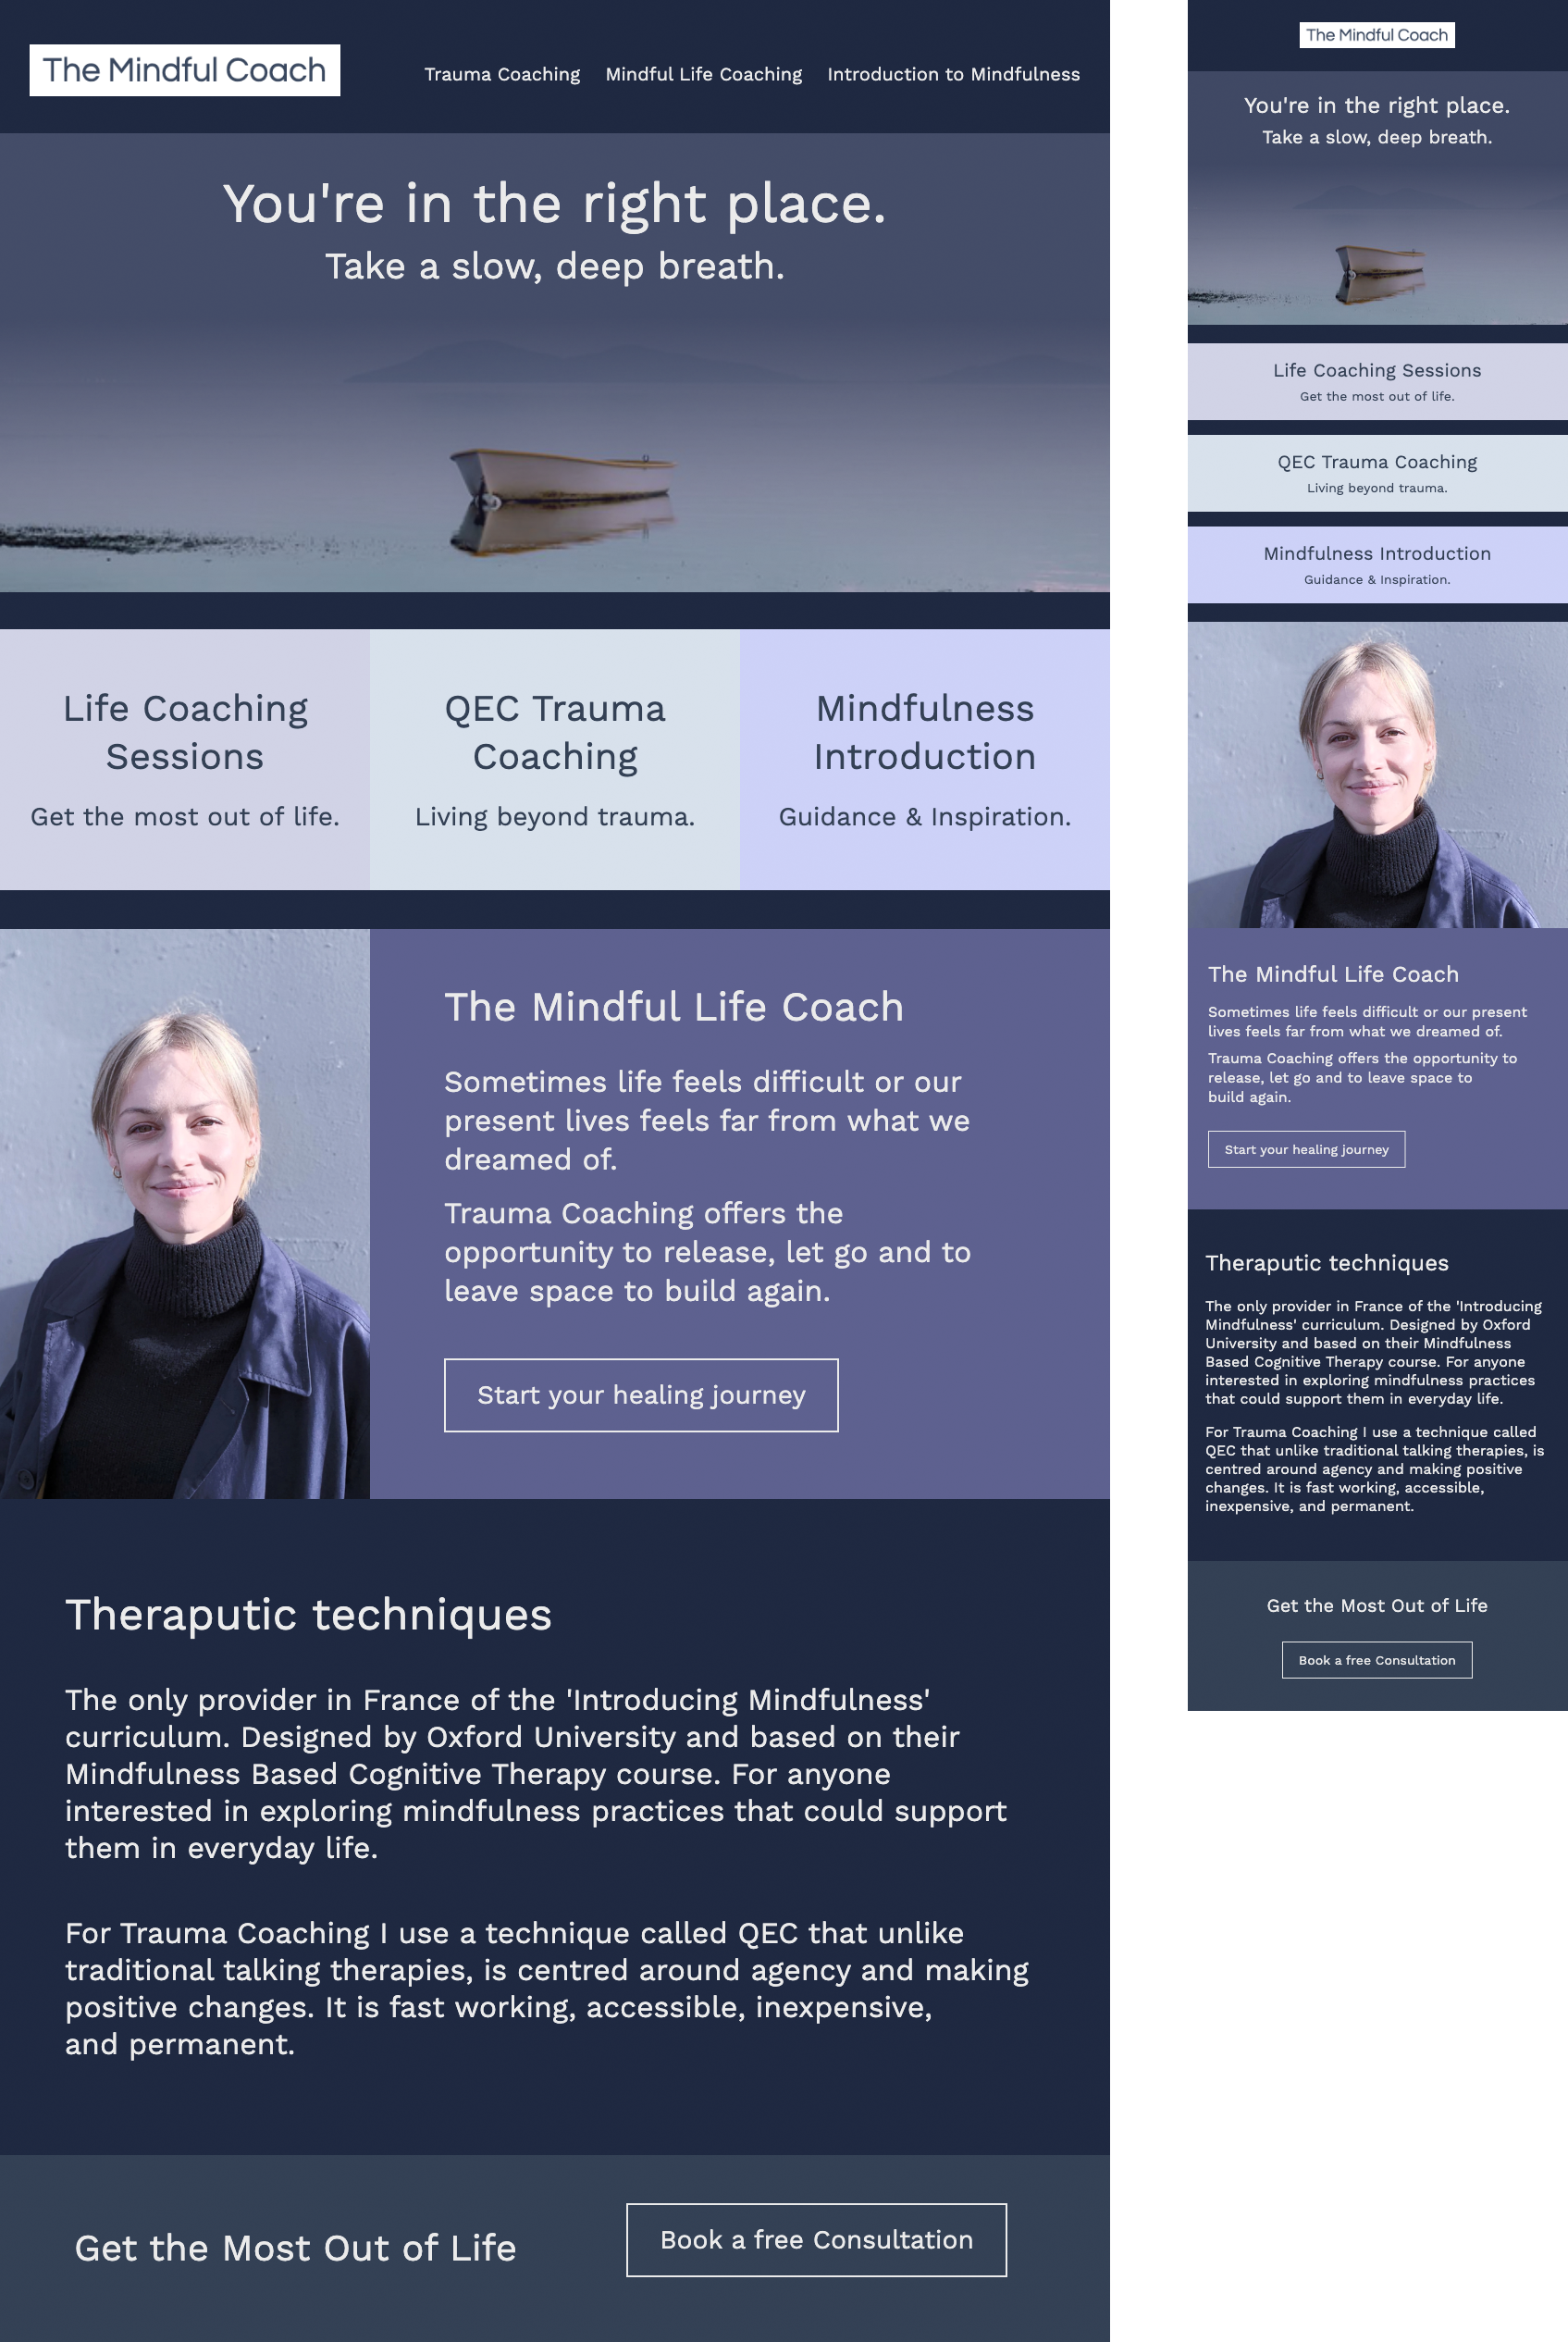 The Mindful Coach
Trauma Coaching Mindful Life Coaching Introduction to Mindfulness
You're in the right place.
Take a slow, deep breath.
Life Coaching
Sessions
Get the most out of life.
QEC Trauma
Coaching
Living beyond trauma.
Mindfulness
Introduction
Guidance & Inspiration.
The Mindful Life Coach
Sometimes life feels difficult or our
present lives feels far from what we
dreamed of.
Trauma Coaching offers the
opportunity to release, let go and to
leave space to build again.
Start your healing journey
Theraputic techniques
The only provider in France of the 'Introducing Mindfulness'
curriculum. Designed by Oxford University and based on their
Mindfulness Based Cognitive Therapy course. For anyone
interested in exploring mindfulness practices that could support
them in everyday life.
For Trauma Coaching I use a technique called QEC that unlike
traditional talking therapies, is centred around agency and making
positive changes. It is fast working, accessible, inexpensive,
and permanent.
Get the Most Out of Life
Book a free Consultation
The Mindful Coach
You're in the right place.
Take a slow, deep breath.
Life Coaching Sessions
Get the most out of life.
QEC Trauma Coaching
Living beyond trauma.
Mindfulness Introduction
Guidance & Inspiration.
The Mindful Life Coach
Sometimes life feels difficult or our present
lives feels far from what we dreamed of.
Trauma Coaching offers the opportunity to
release, let go and to leave space to
build again.
Start your healing journey
Theraputic techniques
The only provider in France of the 'Introducing
Mindfulness' curriculum. Designed by Oxford
University and based on their Mindfulness
Based Cognitive Therapy course. For anyone
interested in exploring mindfulness practices
that could support them in everyday life.
For Trauma Coaching I use a technique called
QEC that unlike traditional talking therapies, is
centred around agency and making positive
changes. It is fast working, accessible,
inexpensive, and permanent.
Get the Most Out of Life
Book a free Consultation